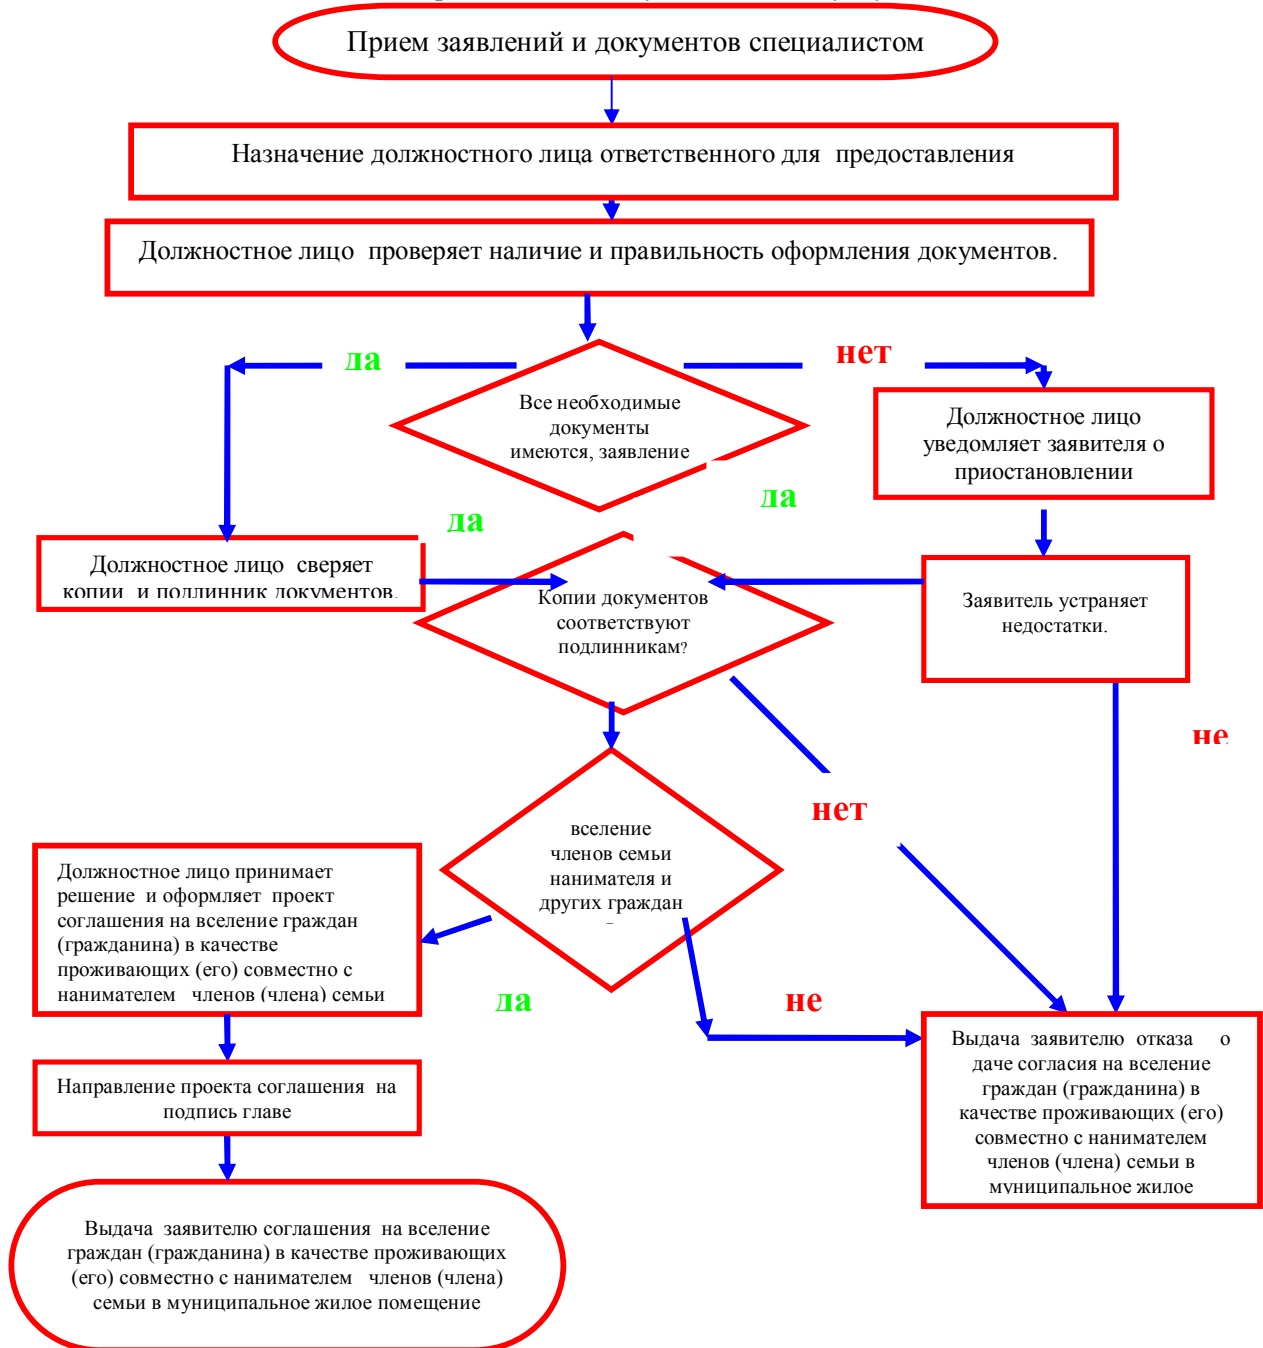 Прием заявлений и документов специалистом
Назначение должностного лица ответственного для предоставления
Должностное лицо проверяет наличие и правильность оформления документов.
да
нет
Все необходимые
документы
имеются, заявление
Должностное лицо
уведомляет заявителя о
приостановлении
да
да
Должностное лицо сверяет
копии и подлинник документов.
Копии документов
соответствуют
подлинникам?
Заявитель устраняет
недостатки.
не
нет
вселение
членов семьи
нанимателя и
других граждан
Должностное лицо принимает
решение и оформляет проект
соглашения на вселение граждан
(гражданина) в качестве
проживающих (его) совместно с
нанимателем членов (члена) семьи
да
не
Выдача заявителю отказа о
даче согласия на вселение
граждан (гражданина) в
качестве проживающих (его)
совместно с нанимателем
членов (члена) семьи в
муниципальное жилое
Направление проекта соглашения на
подпись главе
Выдача заявителю соглашения на вселение
граждан (гражданина) в качестве проживающих
(его) совместно с нанимателем членов (члена)
семьи в муниципальное жилое помещение